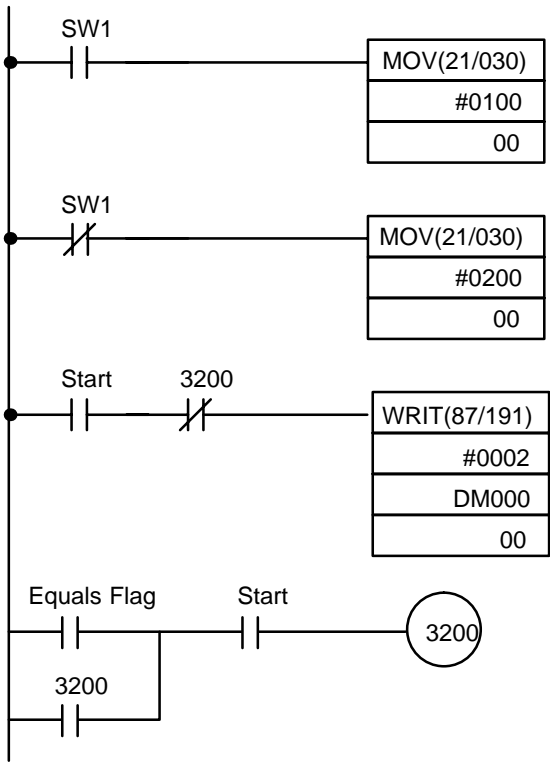 SW1
MOV(21/030)
#0100
00
SW1
MOV(21/030)
#0200
00
Start 3200
WRIT(87/191)
#0002
DM000
00
Equals Flag Start
3200
3200